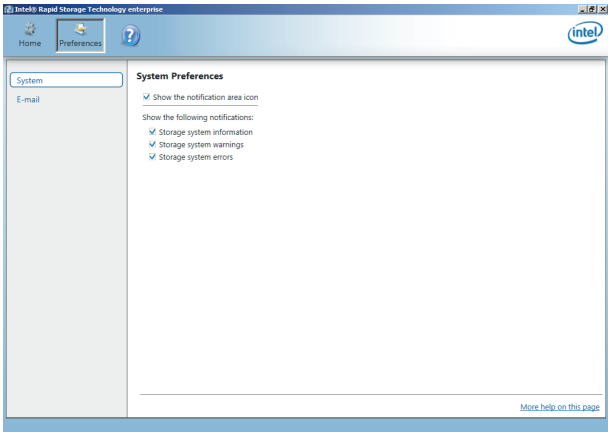 Intel® Rapid Storage Technology enterprise
Home
Preferences
?
intel
System
E-mail
System Preferences
Show the notification area icon
Show the following notifications:
Storage system information
Storage system warnings
Storage system errors
More help on this page